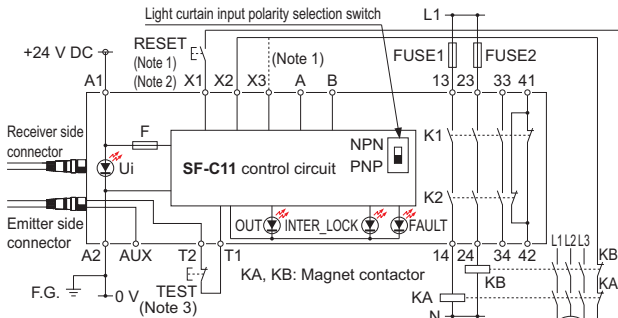 Light curtain input polarity selection switch
L1
+24 V DC
RESET
(Note 1)
(Note 2)
(Note 1)
FUSE1
FUSE2
A1
X1
X2
X3
A
B
13
23
33
41
Receiver side
connector
F
Ui
SF-C11 control circuit
NPN
PNP
K1
K2
Emitter side
connector
OUT
INTER_LOCK
FAULT
A2
AUX
T2
T1
14
24
34
42
L1
L2
L3
KB
KA, KB: Magnet contactor
KB
KA
F.G.
0 V
TEST
(Note 3)
KA
N